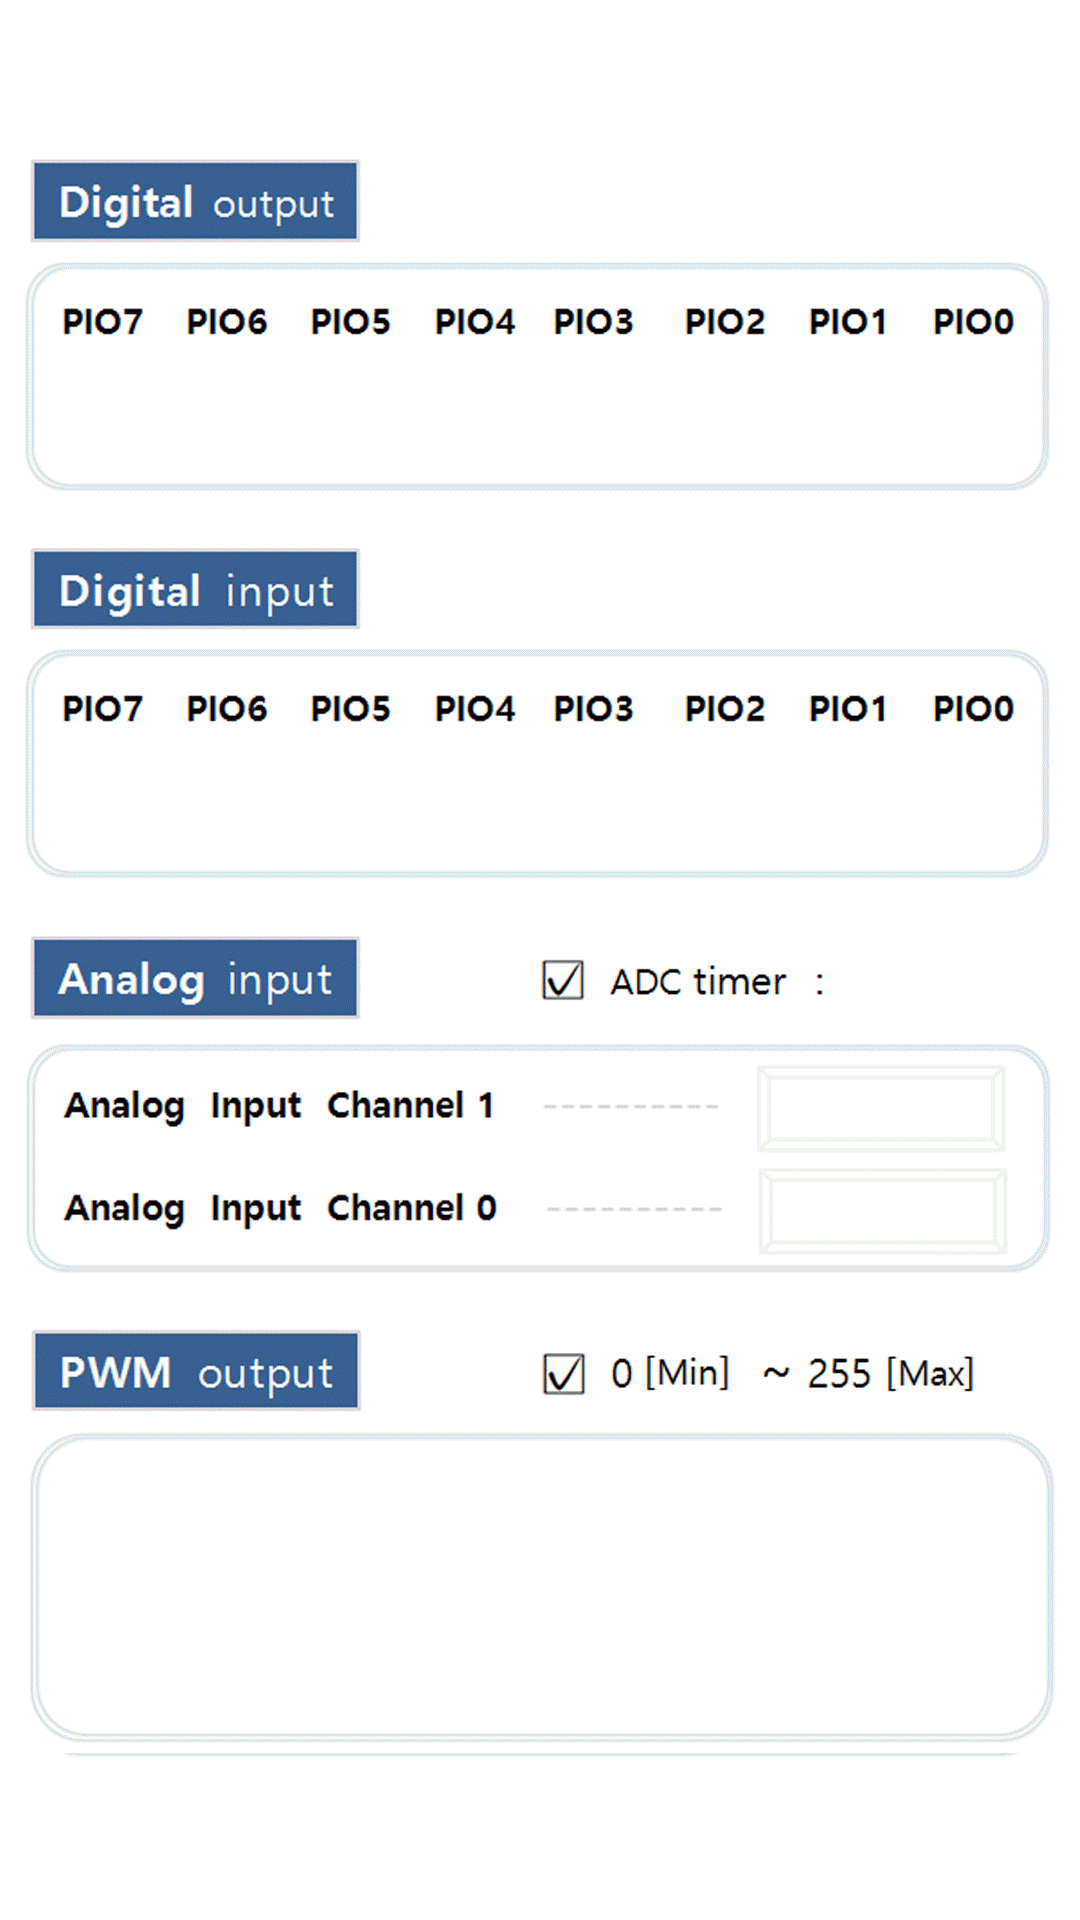 Digital output
PIO7 PIO6 PIO5 PIO4 PIO3 PIO2 PIO1 PIO0
Digital input
PIO7 PIO6 PIO5 PIO4 PIO3 PIO2 PIO1 PIO0
Analog input ☑ ADC timer :
Analog Input Channel 1 ----------
Analog Input Channel 0 ----------
PWM output ☑ 0 [Min] ~ 255 [Max]